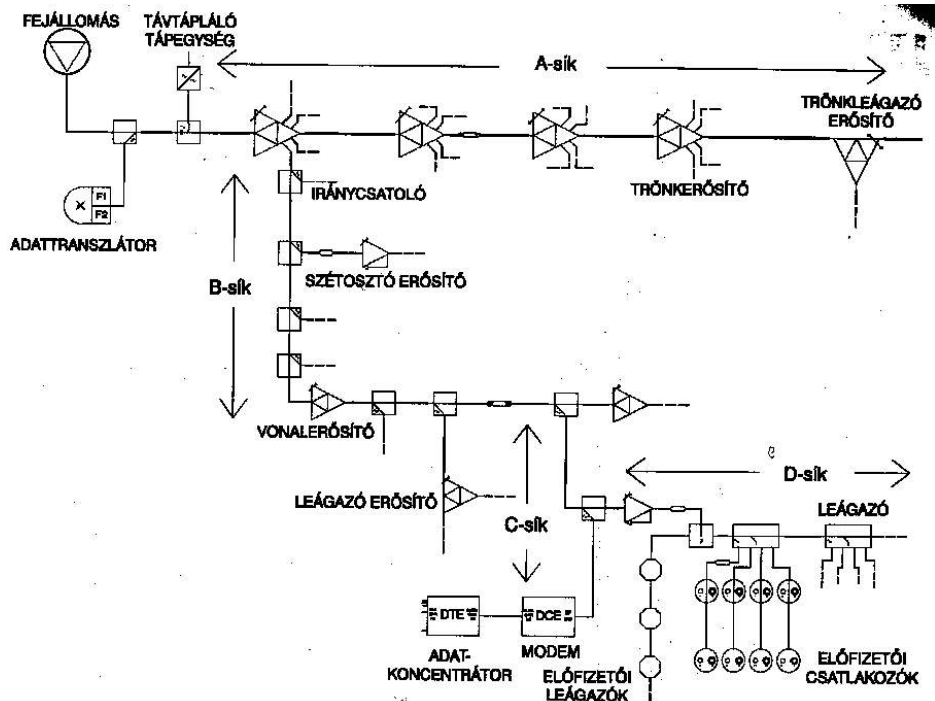 FEJÁLLOMÁS
TÁVTÁPLÁLÓ
TÁPEGYSÉG
A-sík
TRÖNKLEÁGAZÓ
ERŐSÍTŐ
F1
F2
ADATTRANSZLÁTOR
IRÁNYCSATOLÓ
TRÖNKERŐSÍTŐ
B-sík
SZÉTOSZTÓ ERŐSÍTŐ
VONALERŐSÍTŐ
D-sík
LEÁGAZÓ ERŐSÍTŐ
C-sík
LEÁGAZÓ
DTE
DCE
ADAT-
KONCENTRÁTOR
MODEM
ELŐFIZETŐI
LEÁGAZÓK
ELŐFIZETŐI
CSATLAKOZÓK